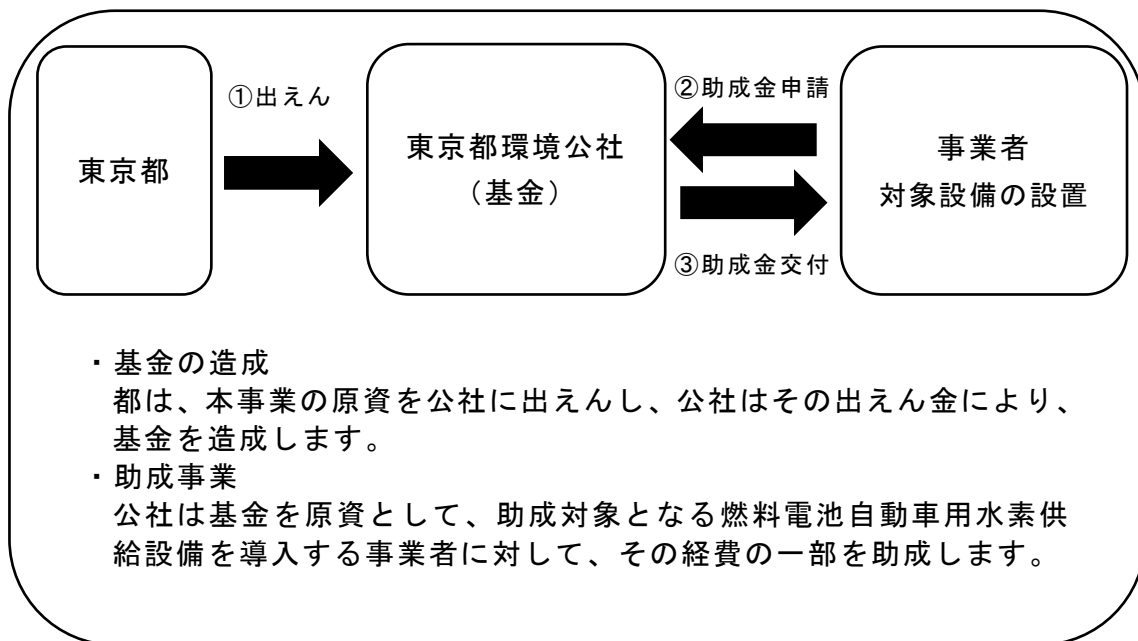 東京都
①出えん
東京都環境公社
(基金)
②助成金申請
③助成金交付
事業者
対象設備の設置
・基金の造成
都は、本事業の原資を公社に出えんし、公社はその出えん金により、
基金を造成します。
・助成事業
公社は基金を原資として、助成対象となる燃料電池自動車用水素供
給設備を導入する事業者に対して、その経費の一部を助成します。